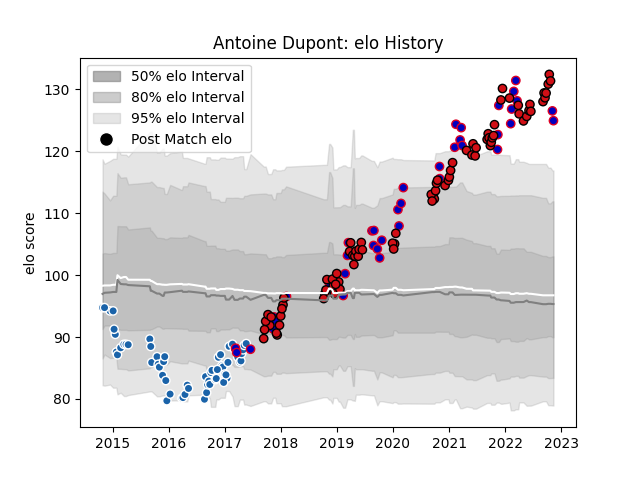 Antoine Dupont: elo History
50% elo Interval
80% elo Interval
95% elo Interval
Post Match elo
elo score
130
120
110
100
90
80
2015 2016 2017 2018 2019 2020 2021 2022 2023